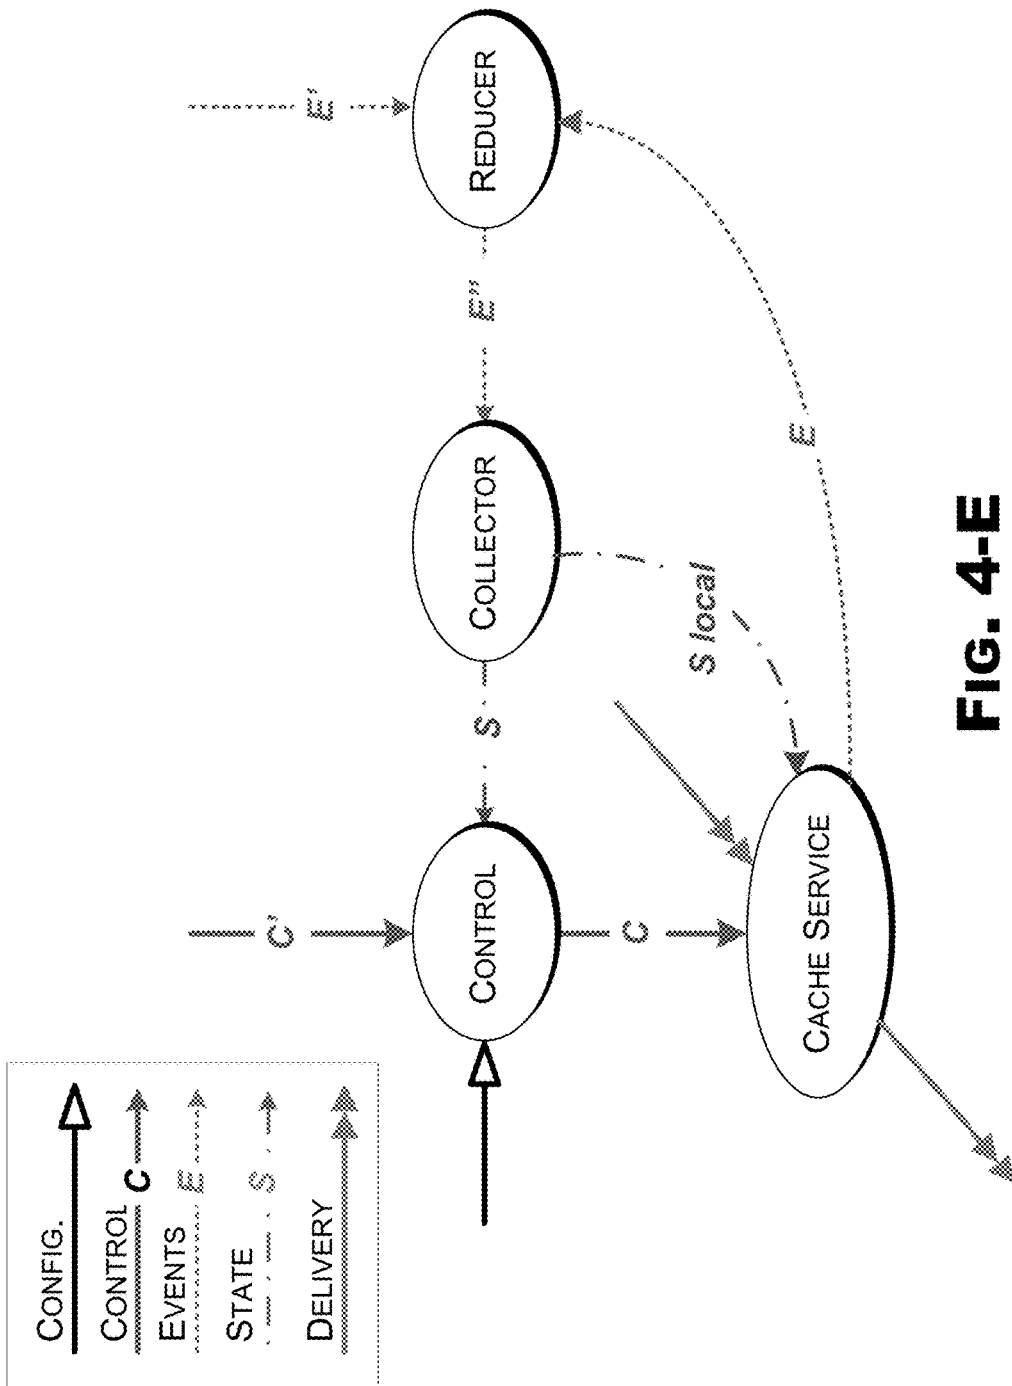 CONFIG.
CONTROL C
EVENTS E
STATE S
DELIVERY
C'
E'
CONTROL
S
COLLECTOR
E"
REDUCER
C
S local
E
CACHE SERVICE
FIG. 4-E